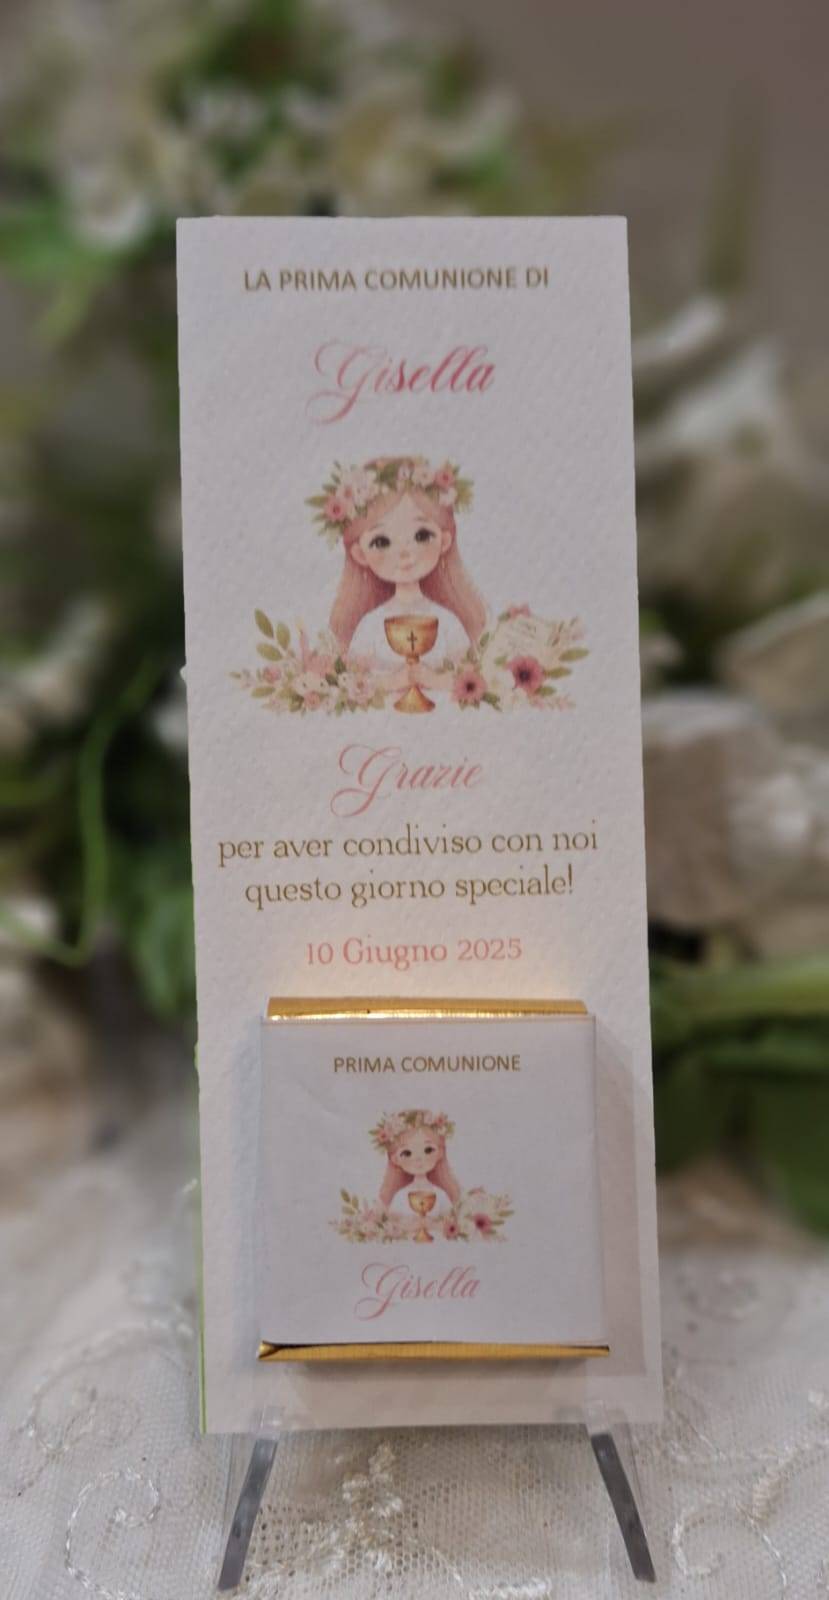 LA PRIMA COMUNIONE DI
Gisella
Grazie
per aver condiviso con noi
questo giorno speciale!
10 Giugno 2025
PRIMA COMUNIONE
Gisella